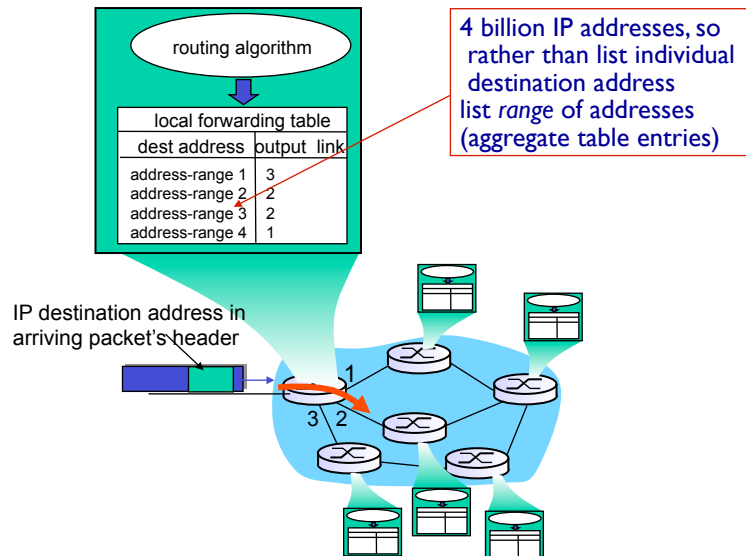 routing algorithm
local forwarding table
dest address output link
address-range 1 3
address-range 2 2
address-range 3 2
address-range 4 1
4 billion IP addresses, so
rather than list individual
destination address
list range of addresses
(aggregate table entries)
IP destination address in
arriving packet's header
1
3 2